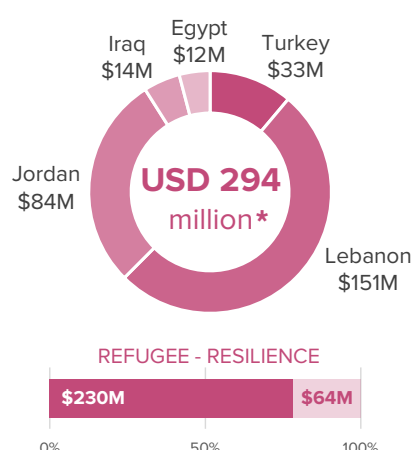 Egypt
$12M
Iraq
$14M
Turkey
$33M
Jordan
$84M
USD 294
million*
Lebanon
$151M
REFUGEE - RESILIENCE
$230M $64M
0% 50% 100%